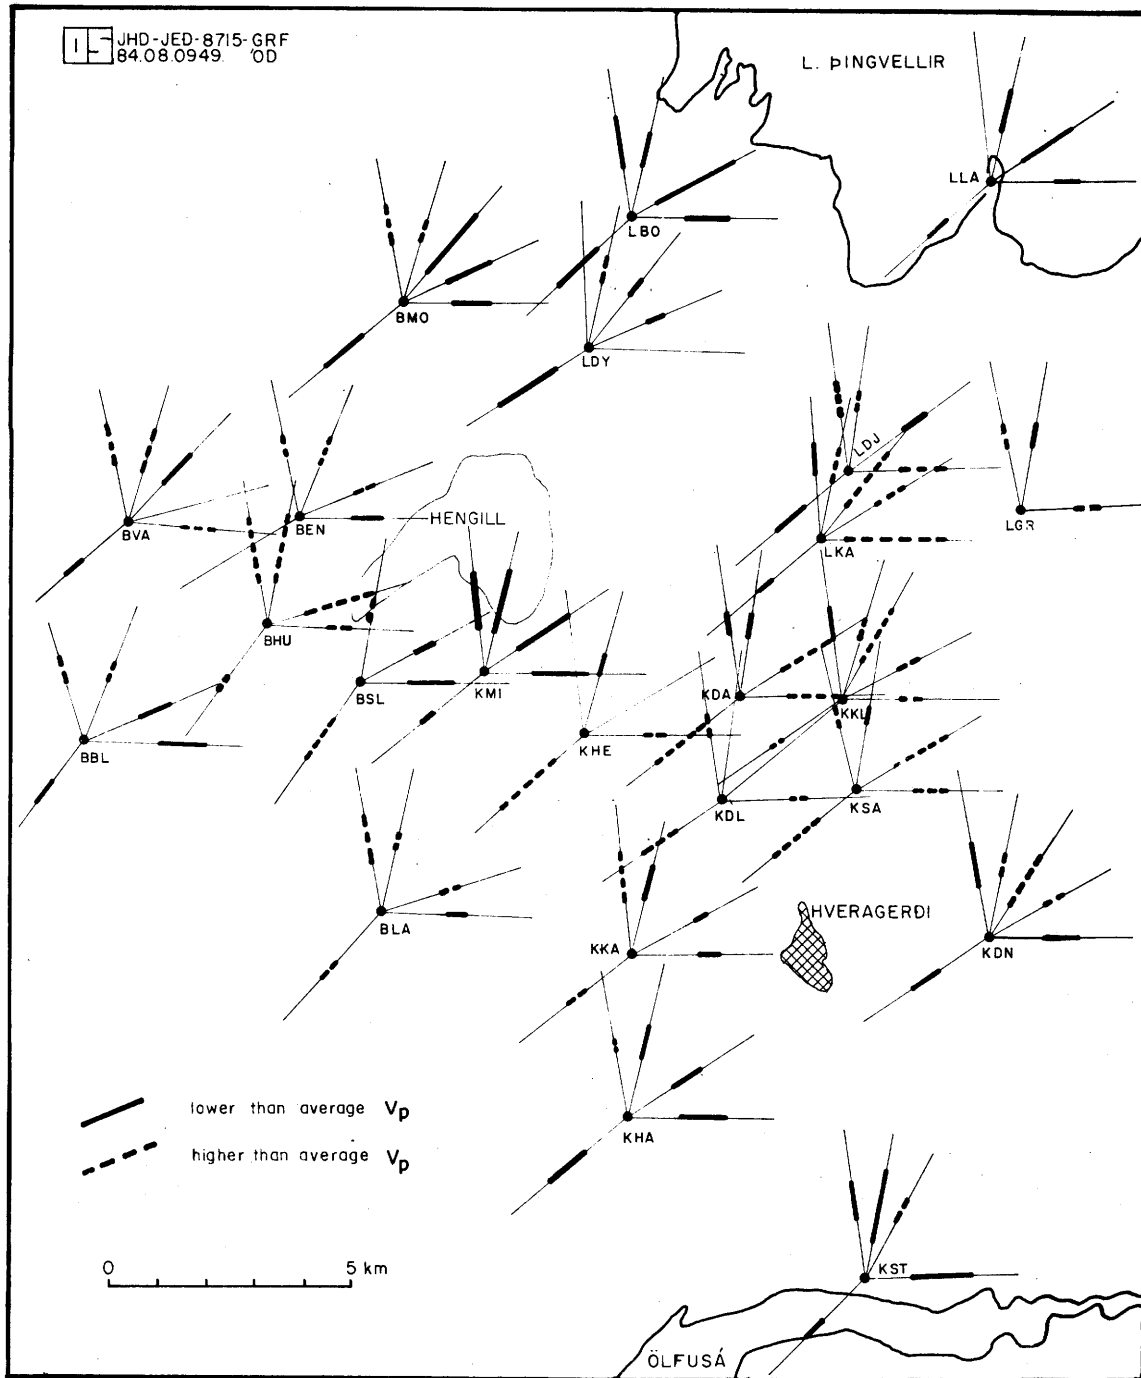 JHD-JED-8715-GRF
84.08.0949. ÓD
L. ÞINGVELLIR
LLA
LBO
BMO
LDY
LDJ
LGR
LKA
BVA
BEN
HENGILL
BHU
BSL
KMI
KDA
KKL
BBL
KHE
KDL
KSA
BLA
KKA
HVERAGERÐI
KDN
lower than average Vp
higher than average Vp
KHA
0 5 km
KST
ÖLFUSÁ